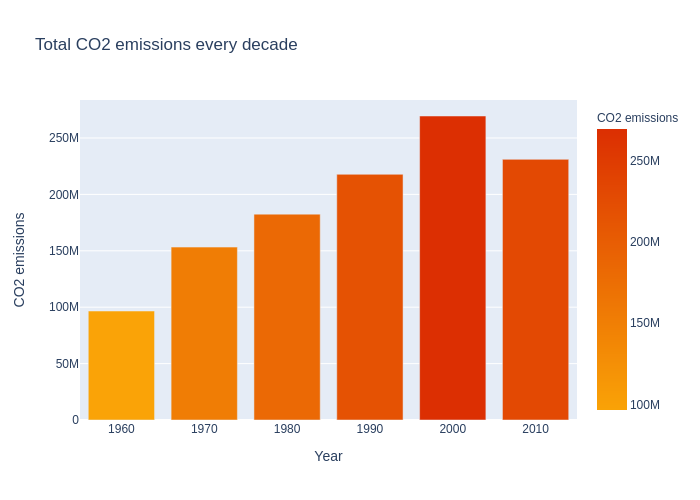 Total CO2 emissions every decade
CO2 emissions
250M
200M
150M
100M
50M
0
1960 1970 1980 1990 2000 2010
Year
CO2 emissions
250M
200M
150M
100M